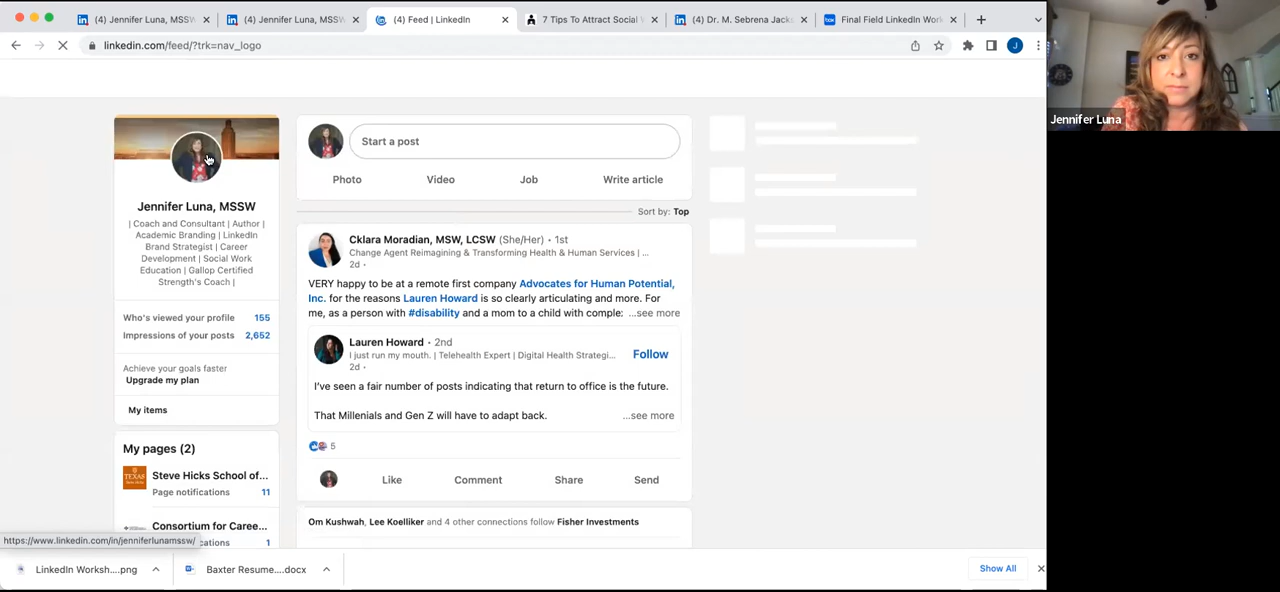 (4) Jennifer Luna, MSSW
(4) Jennifer Luna, MSSW
(4) Feed | LinkedIn
7 Tips To Attract Social
(4) Dr. M. Sebrena Jacks
Final Field LinkedIn Work
linkedin.com/feed/?trk=nav_logo
J
Jennifer Luna
Jennifer Luna, MSSW
| Coach and Consultant | Author |
Academic Branding | LinkedIn
Brand Strategist | Career
Development | Social Work
Education | Gallop Certified
Strength's Coach |
Who's viewed your profile 155
Impressions of your posts 2,652
Achieve your goals faster
Upgrade my plan
My items
My pages (2)
TEXAS
Steve Hicks School of...
Page notifications 11
Consortium for Caree...
cations 1
https://www.linkedin.com/in/jenniferlunamssw/
Start a post
Photo Video Job Write article
Sort by: Top
Cklara Moradian, MSW, LCSW (She/Her) • 1st
Change Agent Reimagining & Transforming Health & Human Services | ...
2d •
VERY happy to be at a remote first company Advocates for Human Potential,
Inc. for the reasons Lauren Howard is so clearly articulating and more. For
me, as a person with #disability and a mom to a child with comple: ...see more
Lauren Howard • 2nd
I just run my mouth. | Telehealth Expert | Digital Health Strategi...
2d •
Follow
I've seen a fair number of posts indicating that return to office is the future.
That Millenials and Gen Z will have to adapt back. ...see more
5
Like Comment Share Send
Om Kushwah, Lee Koelliker and 4 other connections follow Fisher Investments
LinkedIn Worksh....png
Baxter Resume....docx
Show All